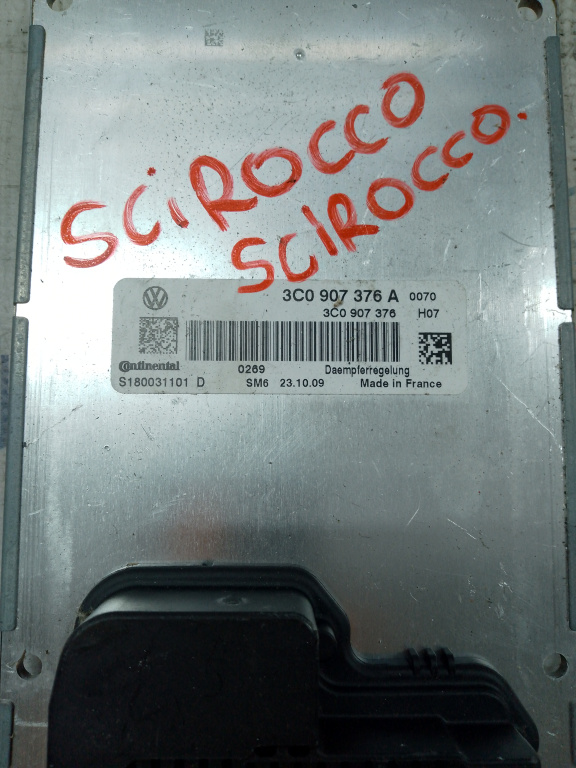 SCIROCCO
SCIROCCO.
3C0 907 376 A 0070
3C0 907 376 H07
Continental 0269 Daempferregelung
S180031101 D SM6 23.10.09 Made in France